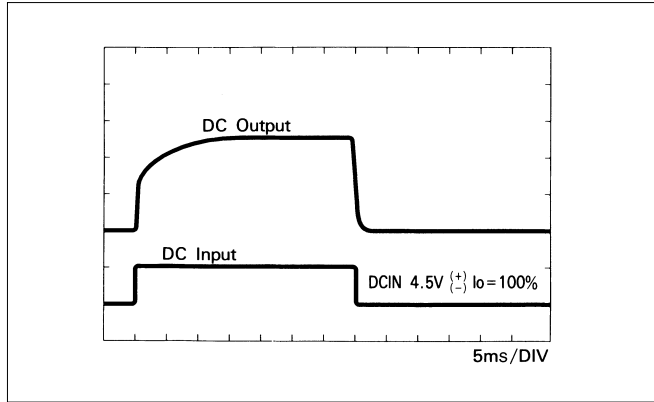 DC Output
DC Input
DCIN 4.5V (+) (-) Io=100%
5ms/DIV